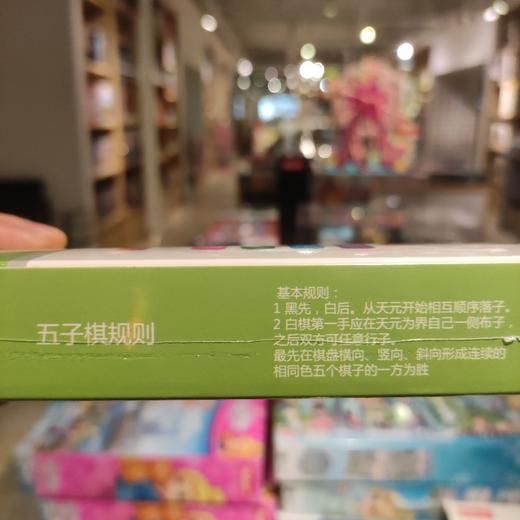 五子棋规则
基本规则：
1 黑先，白后。从天元开始相互顺序落子。
2 白棋第一手应在天元为界自己一侧布子，
之后双方可任意行子。
最先在棋盘横向、竖向、斜向形成连续的
相同色五个棋子的一方为胜